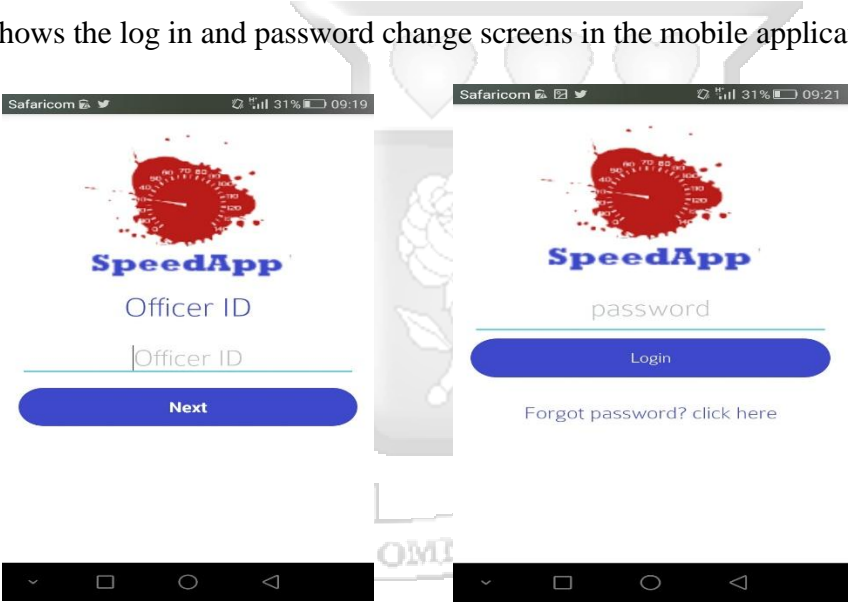 hows the log in and password change screens in the mobile applica
Safaricom 31% 09:19
SpeedApp
Officer ID
Officer ID
Next
Safaricom 31% 09:21
SpeedApp
password
Login
Forgot password? click here